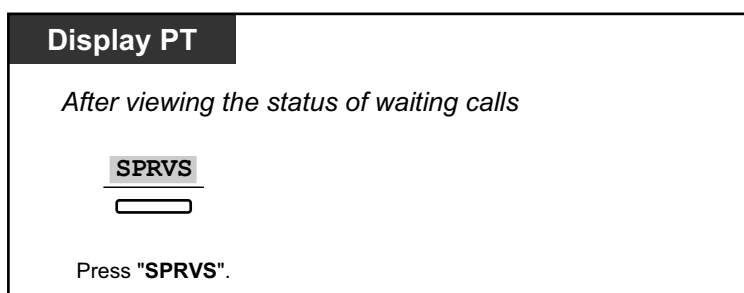 Display PT
After viewing the status of waiting calls
SPRVS
Press "SPRVS".